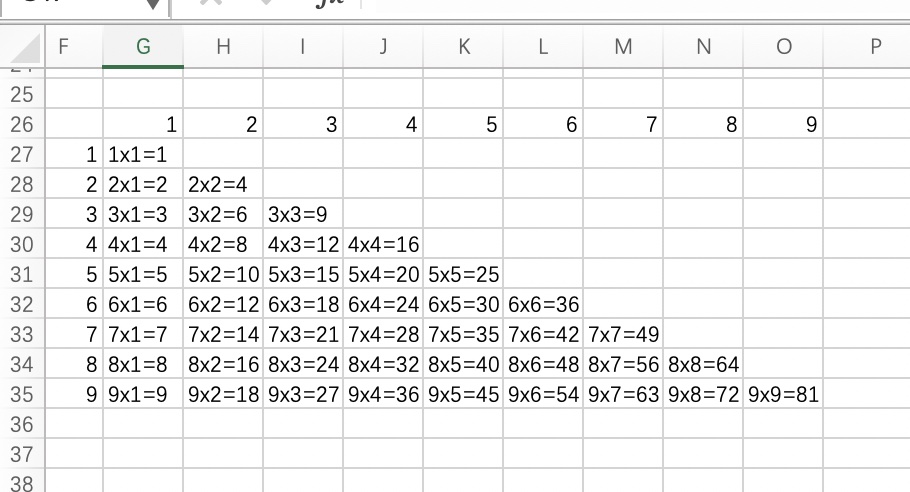 F G H I J K L M N O P
25
26 1 2 3 4 5 6 7 8 9
27 1 1x1=1
28 2 2x1=2 2x2=4
29 3 3x1=3 3x2=6 3x3=9
30 4 4x1=4 4x2=8 4x3=12 4x4=16
31 5 5x1=5 5x2=10 5x3=15 5x4=20 5x5=25
32 6 6x1=6 6x2=12 6x3=18 6x4=24 6x5=30 6x6=36
33 7 7x1=7 7x2=14 7x3=21 7x4=28 7x5=35 7x6=42 7x7=49
34 8 8x1=8 8x2=16 8x3=24 8x4=32 8x5=40 8x6=48 8x7=56 8x8=64
35 9 9x1=9 9x2=18 9x3=27 9x4=36 9x5=45 9x6=54 9x7=63 9x8=72 9x9=81
36
37
38